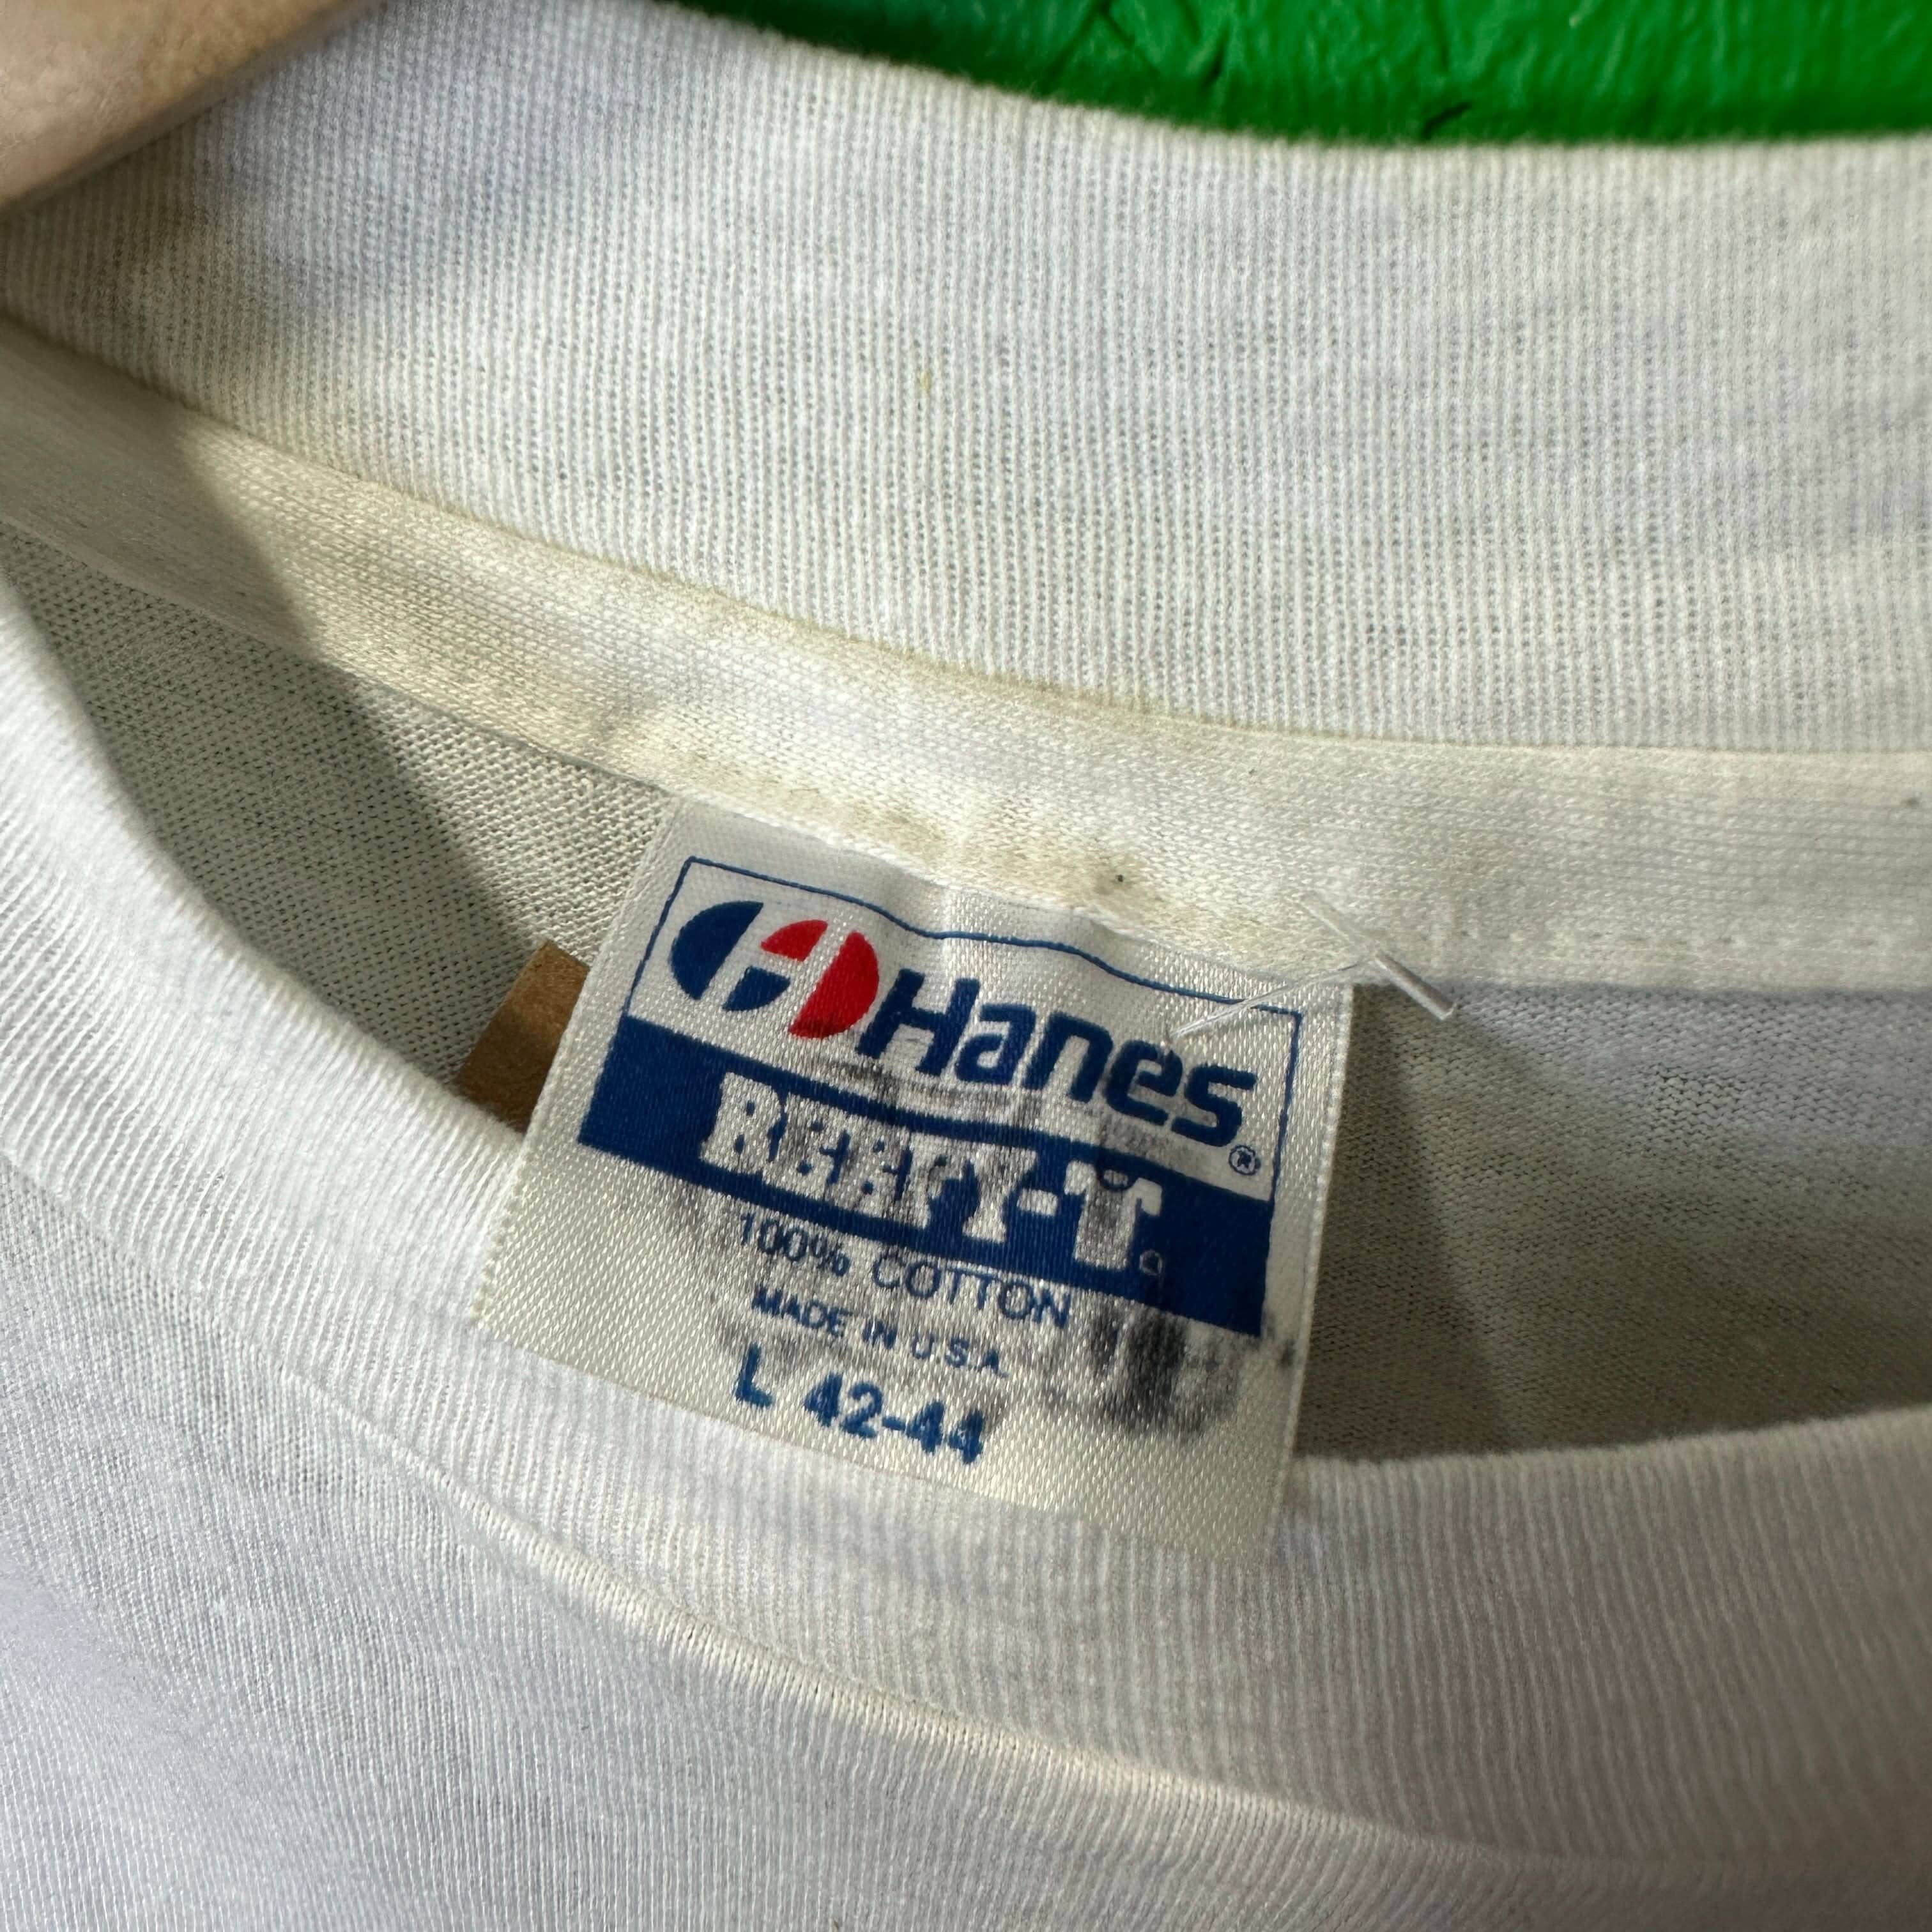 Hanes®
BEEFY-T®
100% COTTON
MADE IN U.S.A.
L 42-44